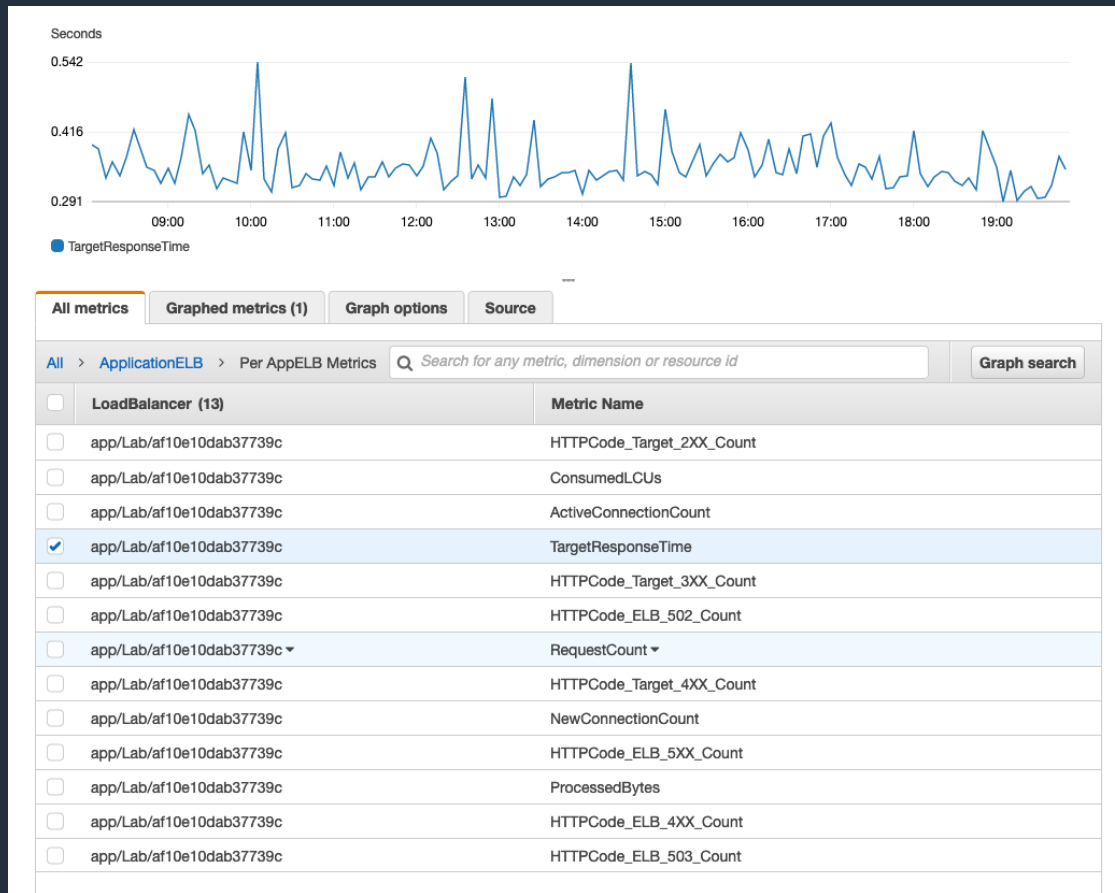 Seconds
0.542
0.416
0.291
09:00 10:00 11:00 12:00 13:00 14:00 15:00 16:00 17:00 18:00 19:00
TargetResponseTime
All metrics Graphed metrics (1) Graph options Source
All > ApplicationELB > Per AppELB Metrics Search for any metric, dimension or resource id Graph search
LoadBalancer (13) Metric Name
app/Lab/af10e10dab37739c HTTPCode_Target_2XX_Count
app/Lab/af10e10dab37739c ConsumedLCUs
app/Lab/af10e10dab37739c ActiveConnectionCount
app/Lab/af10e10dab37739c TargetResponseTime
app/Lab/af10e10dab37739c HTTPCode_Target_3XX_Count
app/Lab/af10e10dab37739c HTTPCode_ELB_502_Count
app/Lab/af10e10dab37739c RequestCount
app/Lab/af10e10dab37739c HTTPCode_Target_4XX_Count
app/Lab/af10e10dab37739c NewConnectionCount
app/Lab/af10e10dab37739c HTTPCode_ELB_5XX_Count
app/Lab/af10e10dab37739c ProcessedBytes
app/Lab/af10e10dab37739c HTTPCode_ELB_4XX_Count
app/Lab/af10e10dab37739c HTTPCode_ELB_503_Count